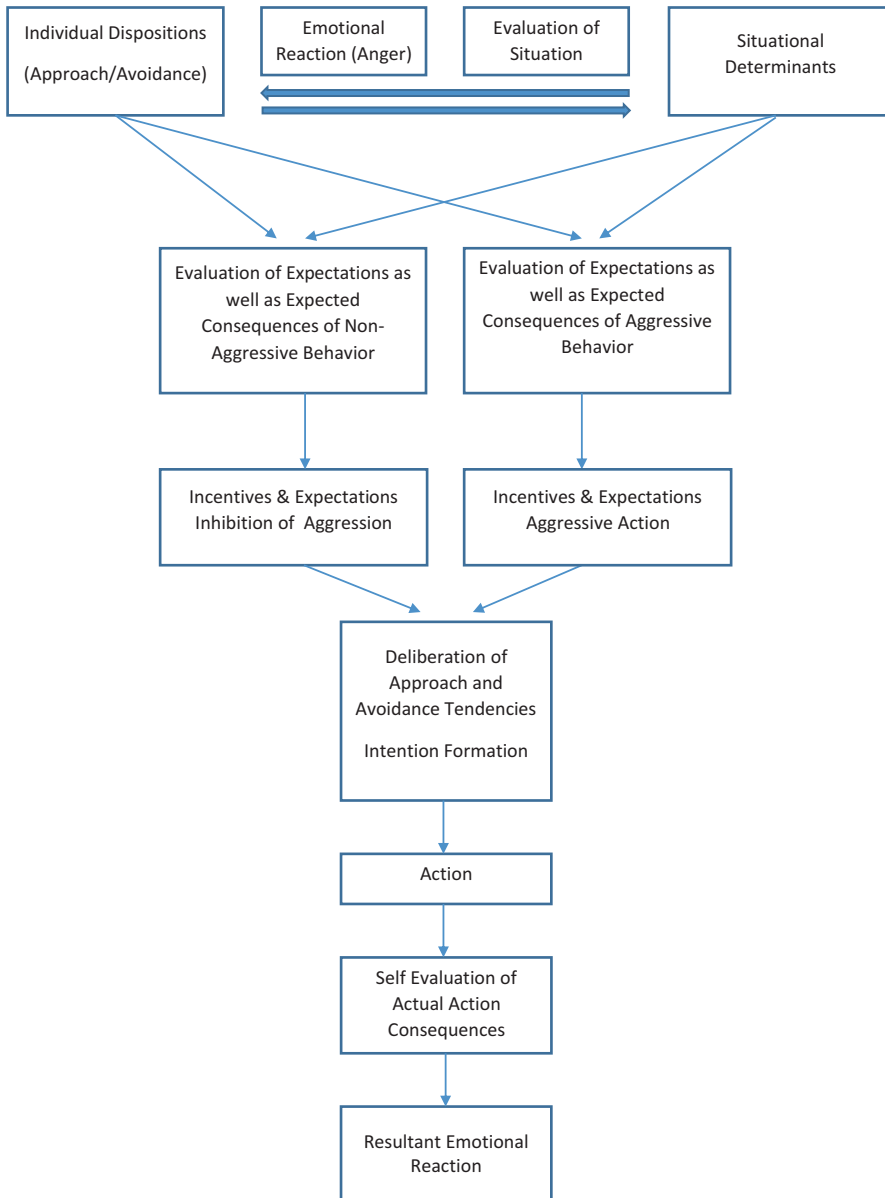 Individual Dispositions
(Approach/Avoidance)
Emotional
Reaction (Anger)
Evaluation of
Situation
Situational
Determinants
Evaluation of Expectations as
well as Expected
Consequences of Non-
Aggressive Behavior
Evaluation of Expectations as
well as Expected
Consequences of Aggressive
Behavior
Incentives & Expectations
Inhibition of Aggression
Incentives & Expectations
Aggressive Action
Deliberation of
Approach and
Avoidance Tendencies
Intention Formation
Action
Self Evaluation of
Actual Action
Consequences
Resultant Emotional
Reaction